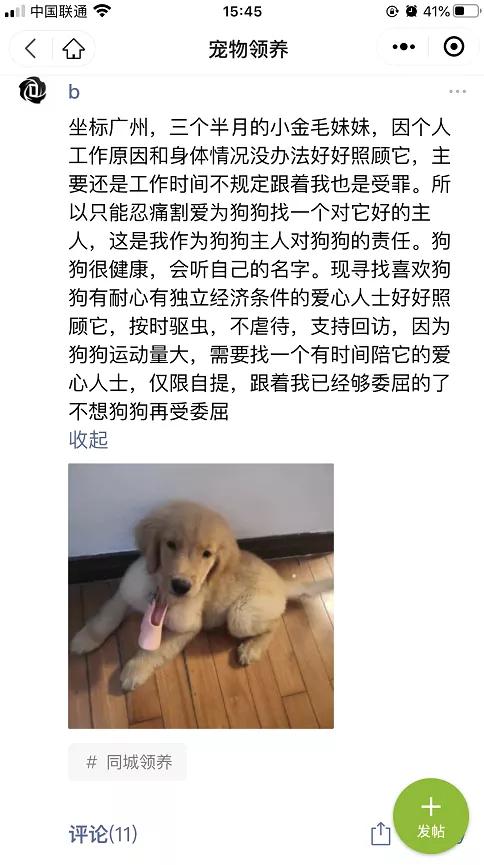 中国联通
15:45
41%
宠物领养
b
坐标广州，三个半月的小金毛妹妹，因个人
工作原因和身体情况没办法好好照顾它，主
要还是工作时间不规定跟着我也是受罪。所
以只能忍痛割爱为狗狗找一个对它好的主
人，这是我作为狗狗主人对狗狗的责任。狗
狗很健康，会听自己的名字。现寻找喜欢狗
狗有耐心有独立经济条件的爱心人士好好照
顾它，按时驱虫，不虐待，支持回访，因为
狗狗运动量大，需要找一个有时间陪它的爱
心人士，仅限自提，跟着我已经够委屈的了
不想狗狗再受委屈
收起
# 同城领养
评论(11)
发帖